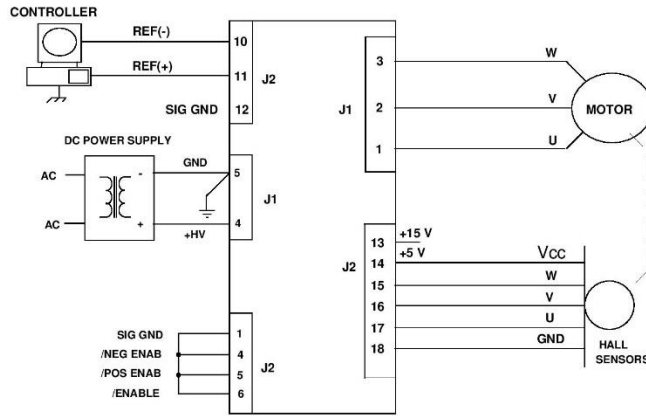 CONTROLLER
REF(-)
10
REF(+)
11
J2
SIG GND
12
DC POWER SUPPLY
AC
-
GND
5
J1
AC
+
+HV
4
SIG GND
1
/NEG ENAB
4
/POS ENAB
5
J2
/ENABLE
6
3
W
J1
2
V
MOTOR
1
U
13
+15 V
+5 V
J2
14
VCC
15
W
16
V
17
U
18
GND
HALL
SENSORS